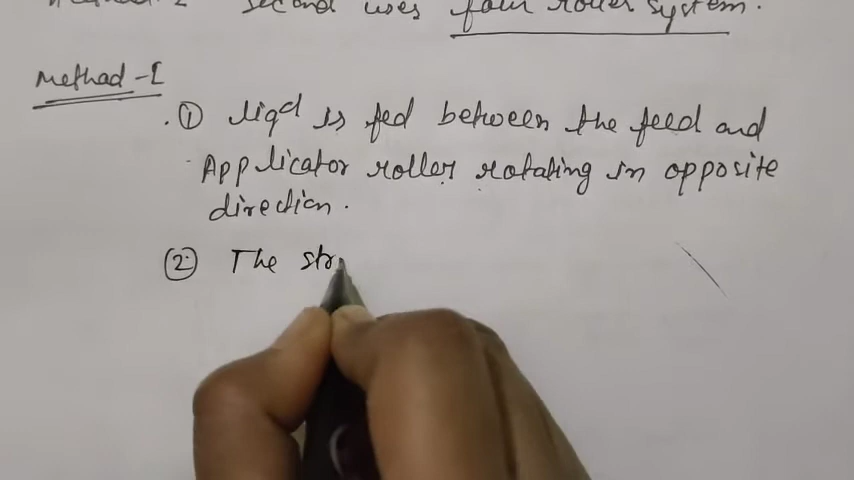 second uses four roller system.
Method-I
① liqd is fed between the feed and
Applicator roller rotating in opposite
direction.
② The str